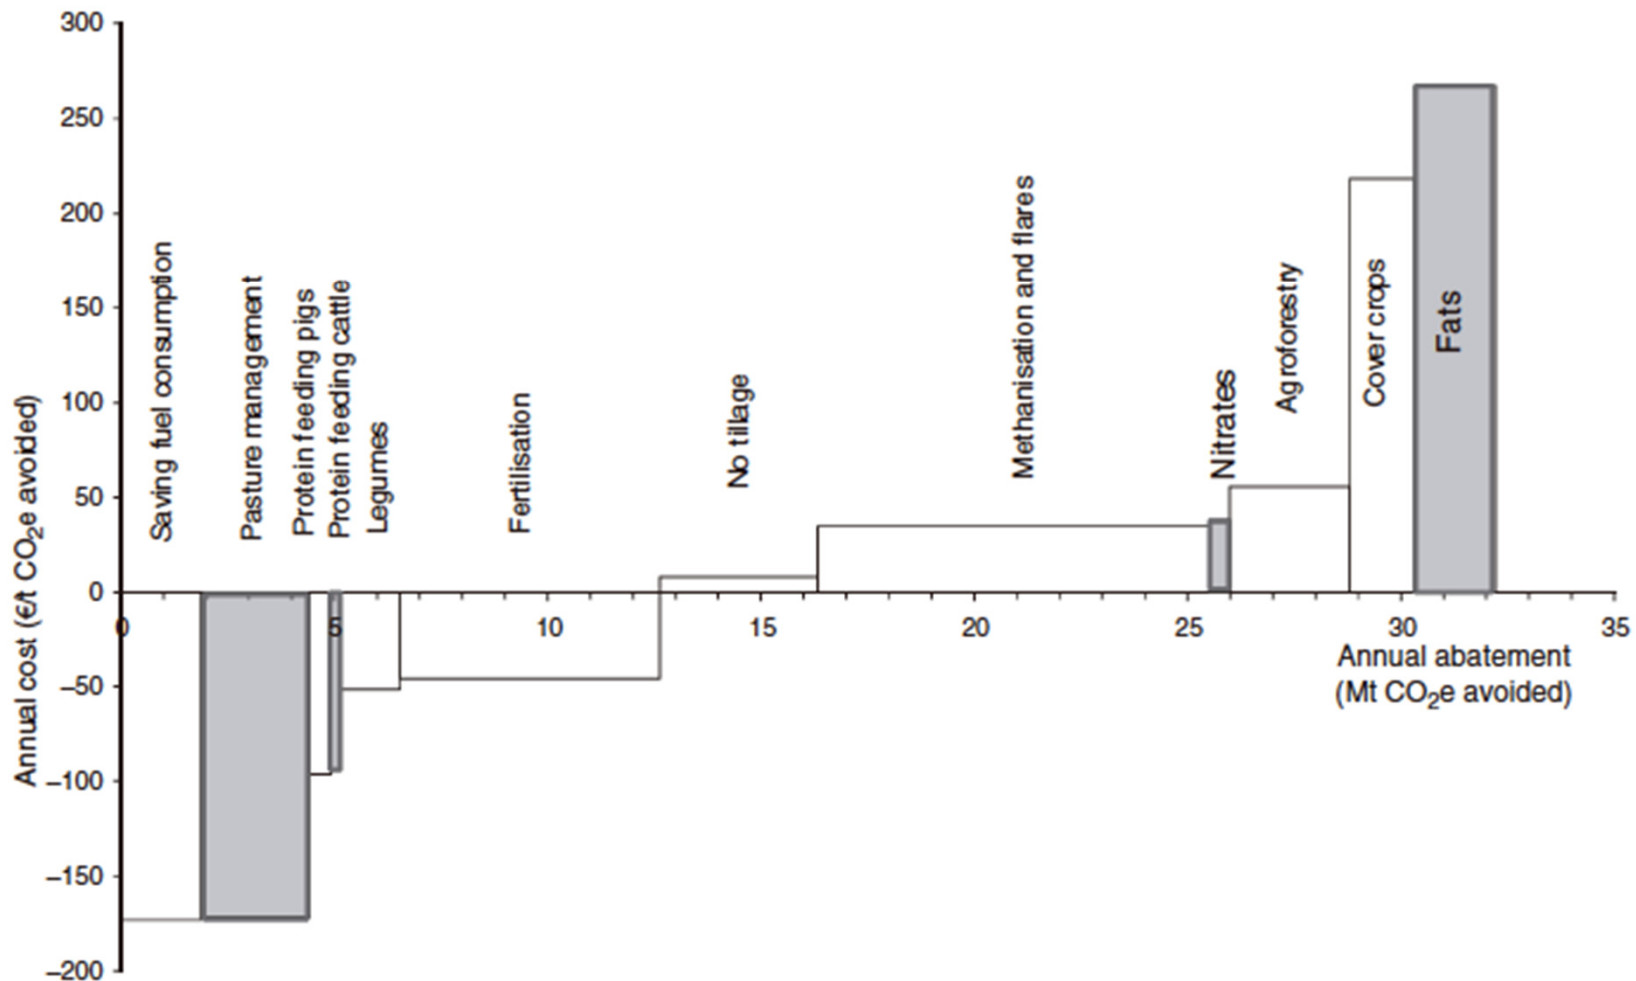 300
250
200
150
100
50
0
–50
–100
–150
–200
Annual cost (€/t CO₂e avoided)
Saving fuel consumption
Pasture management
Protein feeding pigs
Protein feeding cattle
Legumes
Fertilisation
No tillage
Methanisation and flares
Nitrates
Agroforestry
Cover crops
Fats
0
5
10
15
20
25
30
35
Annual abatement
(Mt CO₂e avoided)